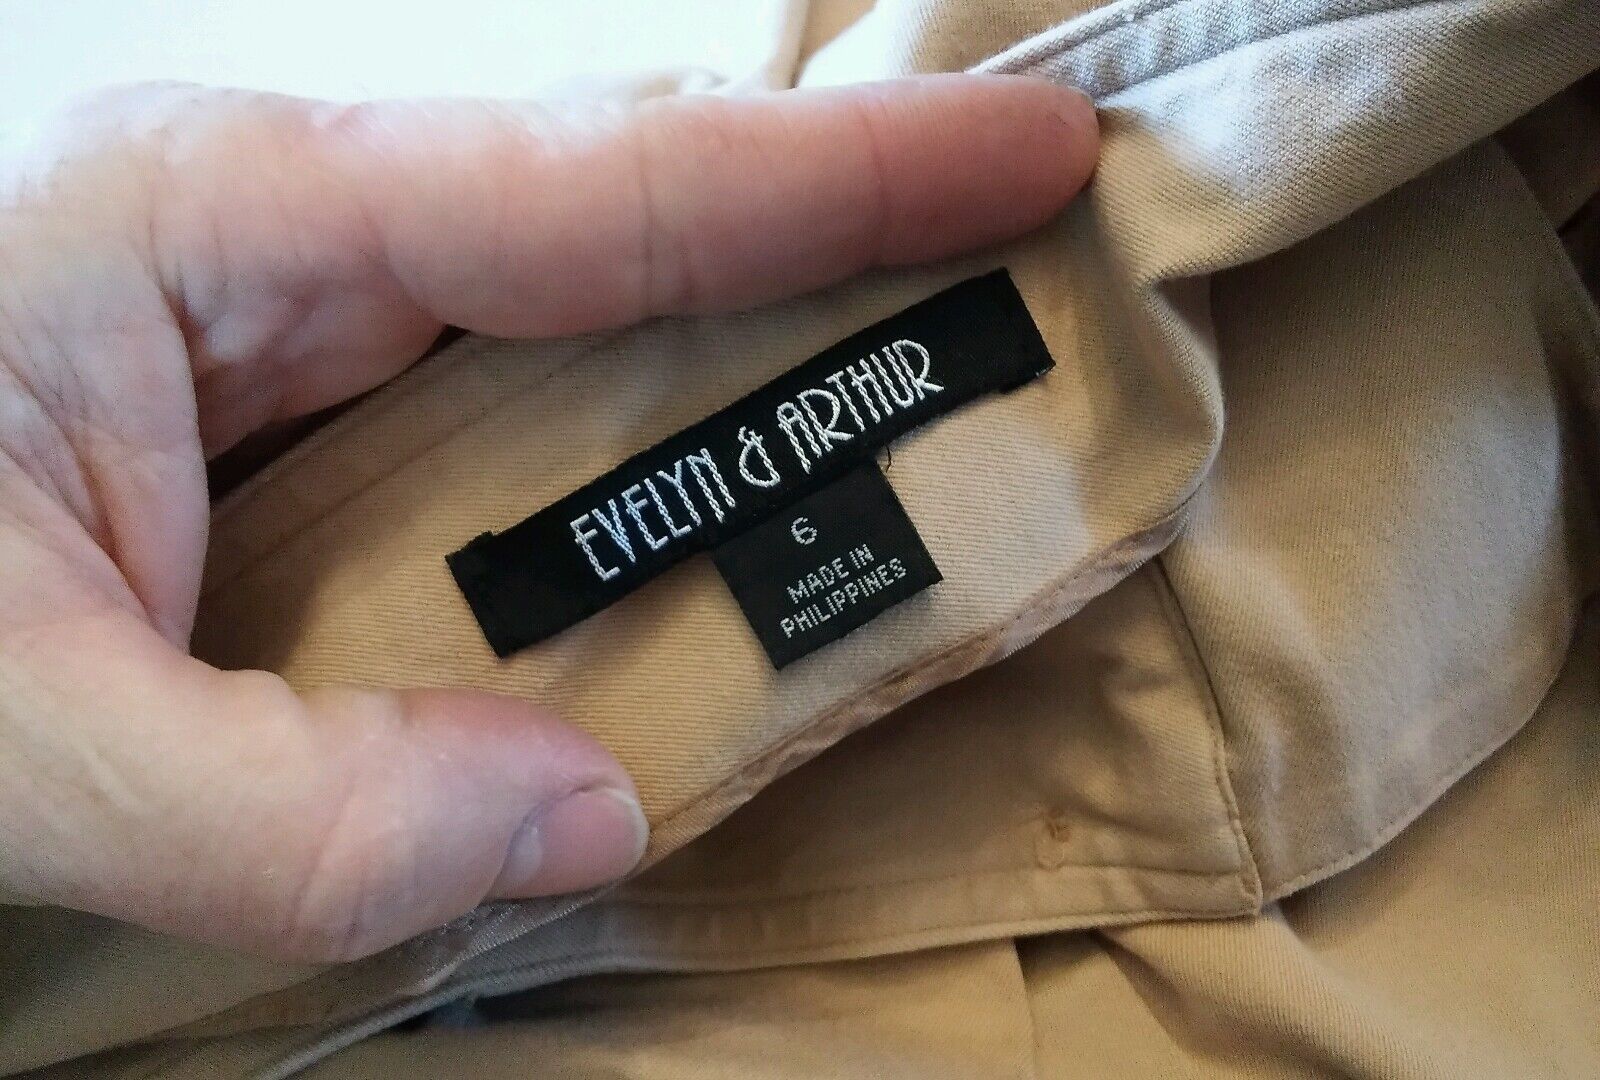 EVELYN & ARTHUR
6
MADE IN
PHILIPPINES